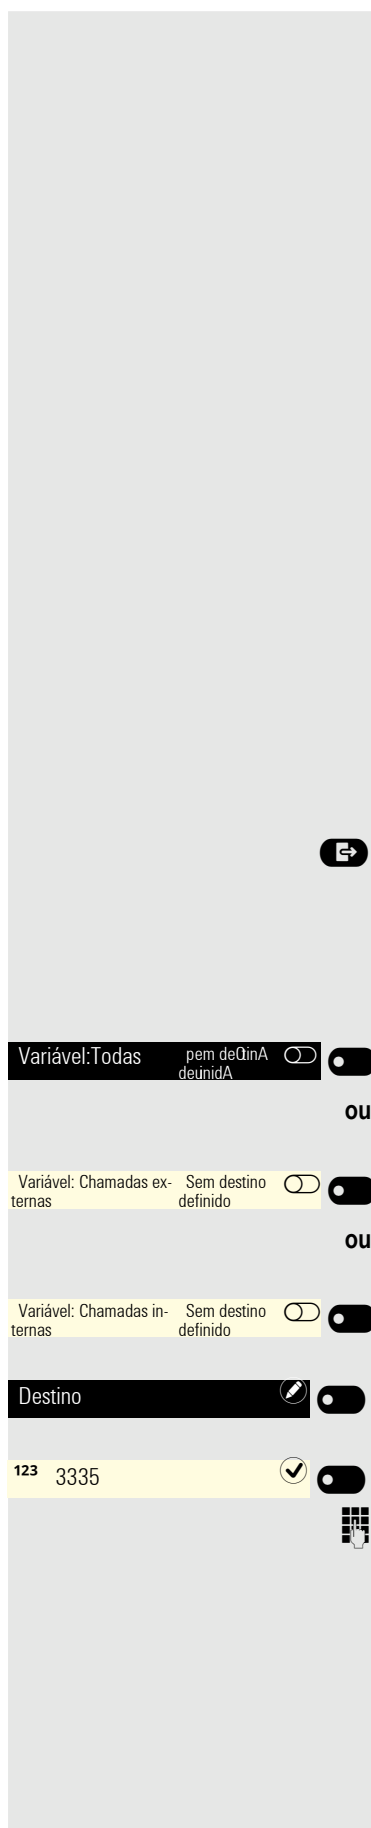 Variável:Todas
ou
Variável: Chamadas ex- Sem destino
ternas definido
ou
Variável: Chamadas in- Sem destino
ternas definido
Destino
123 3335